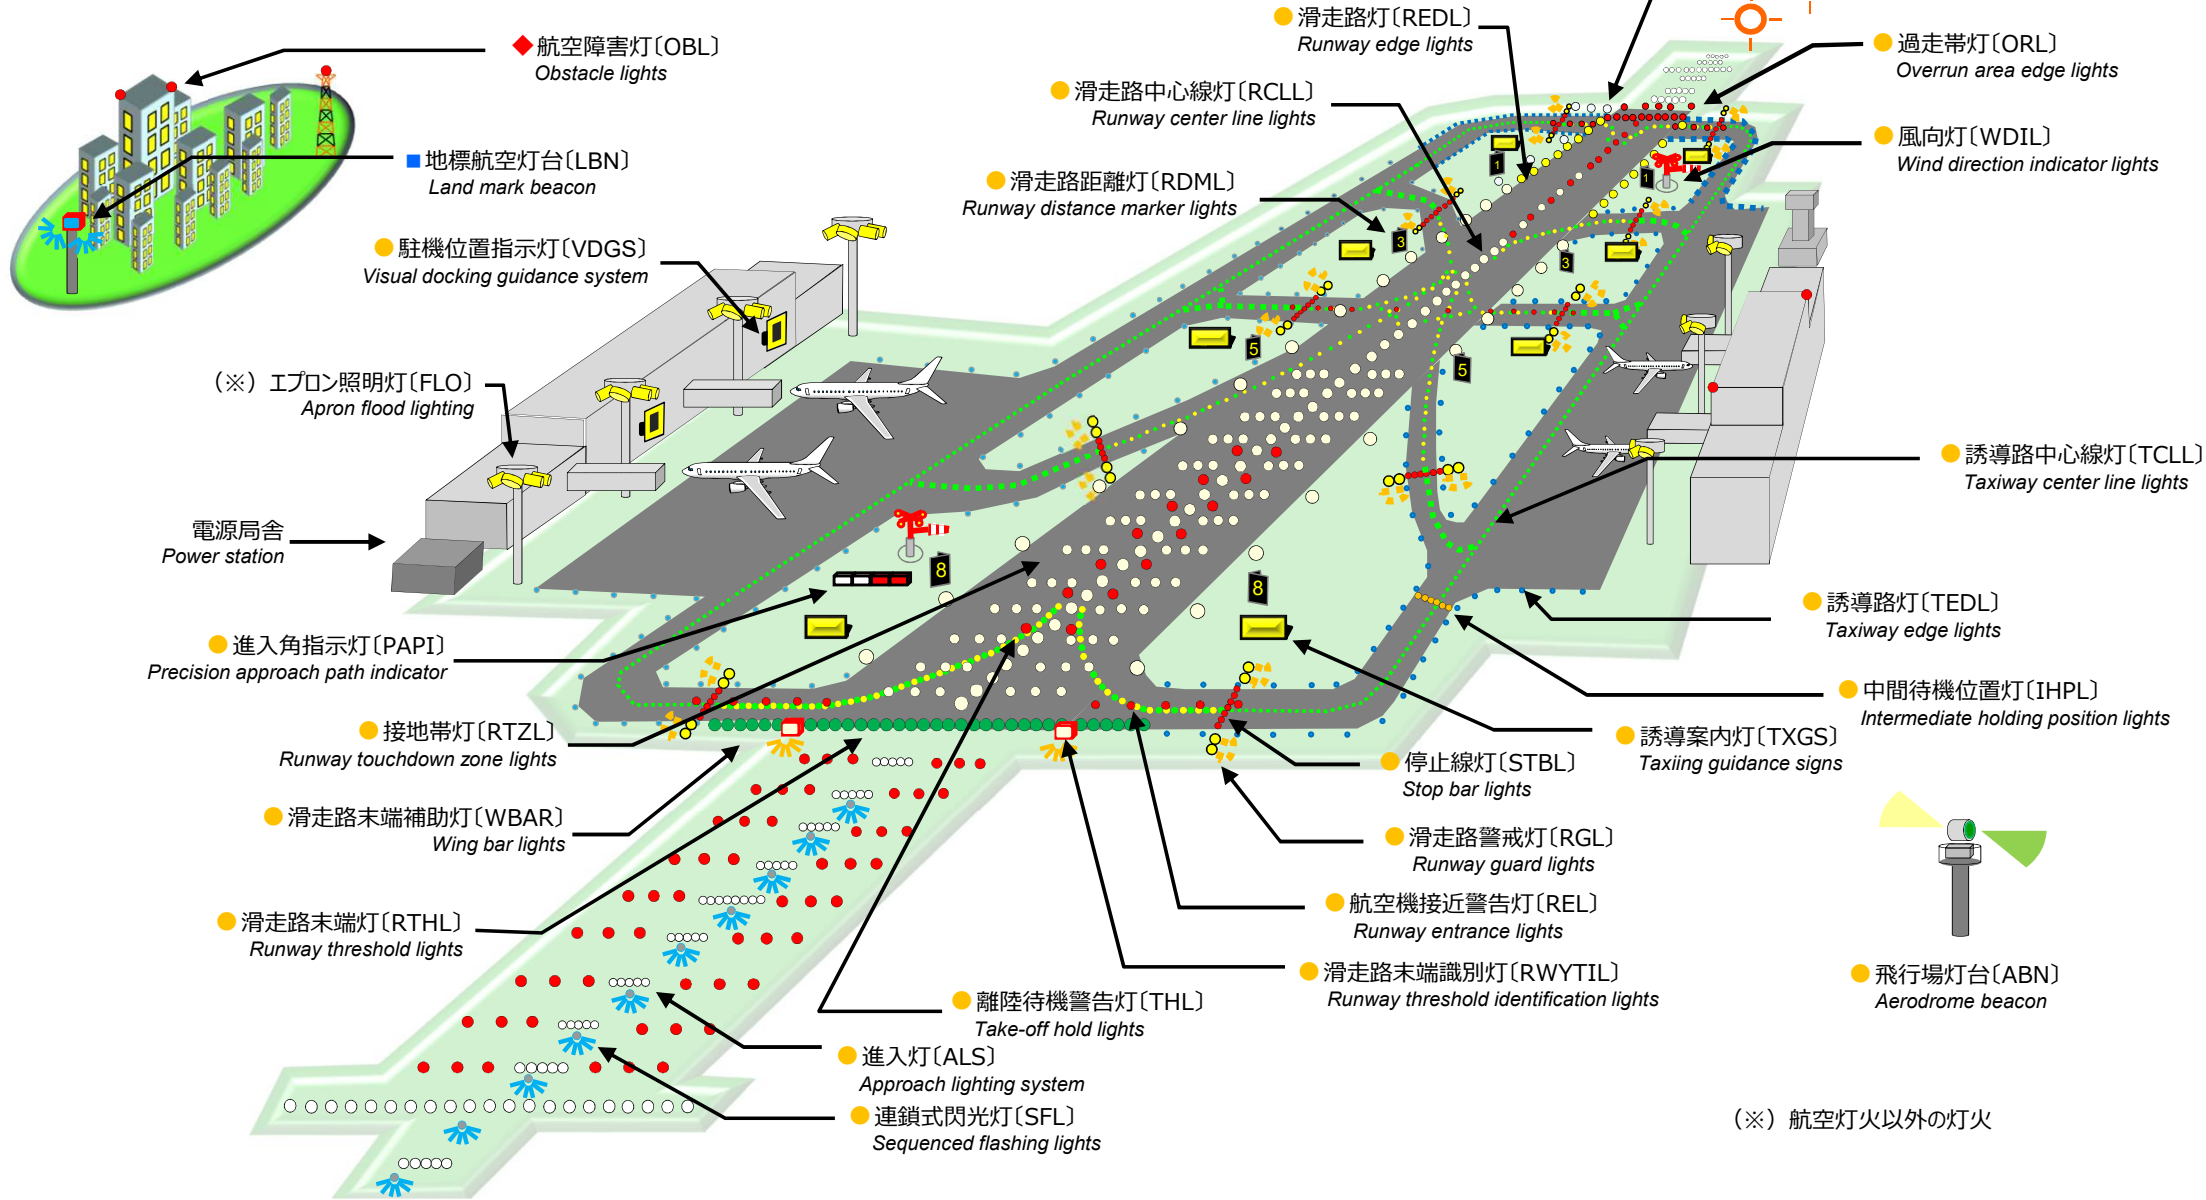 滑走路灯〔REDL〕
Runway edge lights
航空障害灯〔OBL〕
Obstacle lights
過走帯灯〔ORL〕
Overrun area edge lights
滑走路中心線灯〔RCLL〕
Runway center line lights
地標航空灯台〔LBN〕
Land mark beacon
風向灯〔WDIL〕
Wind direction indicator lights
滑走路距離灯〔RDML〕
Runway distance marker lights
1
1
3
3
5
5
8
8
駐機位置指示灯〔VDGS〕
Visual docking guidance system
（※）エプロン照明灯〔FLO〕
Apron flood lighting
誘導路中心線灯〔TCLL〕
Taxiway center line lights
電源局舎
Power station
誘導路灯〔TEDL〕
Taxiway edge lights
進入角指示灯〔PAPI〕
Precision approach path indicator
中間待機位置灯〔IHPL〕
Intermediate holding position lights
接地帯灯〔RTZL〕
Runway touchdown zone lights
誘導案内灯〔TXGS〕
Taxiing guidance signs
停止線灯〔STBL〕
Stop bar lights
滑走路末端補助灯〔WBAR〕
Wing bar lights
滑走路警戒灯〔RGL〕
Runway guard lights
航空機接近警告灯〔REL〕
Runway entrance lights
滑走路末端灯〔RTHL〕
Runway threshold lights
滑走路末端識別灯〔RWYTIL〕
Runway threshold identification lights
飛行場灯台〔ABN〕
Aerodrome beacon
離陸待機警告灯〔THL〕
Take-off hold lights
進入灯〔ALS〕
Approach lighting system
連鎖式閃光灯〔SFL〕
Sequenced flashing lights
（※）航空灯火以外の灯火